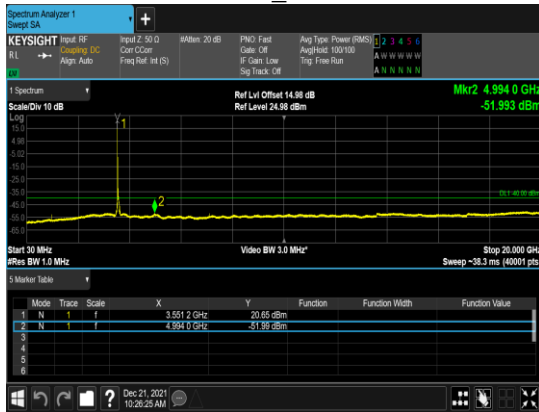 Spectrum Analyzer 1
Swept SA
KEYSIGHT Input: RF Input Z: 50 Ω #Atten: 20 dB PNO: Fast Avg Type: Power (RMS) 1 2 3 4 5 6
RL Coupling: DC Corr CCorr Gate: Off Avg|Hold: 100/100 A W W W W W
Align: Auto Freq Ref: Int (S) IF Gain: Low Trig: Free Run
Sig Track: Off A N N N N N
1 Spectrum Ref Lvl Offset 14.98 dB Mkr2 4.994 0 GHz
Scale/Div 10 dB Ref Level 24.98 dBm -51.993 dBm
Log
15.0
4.98
-5.02
-15.0
-25.0
-35.0
DL1 -40.00 dBm
-45.0
-55.0
-65.0
1
2
Start 30 MHz Video BW 3.0 MHz* Stop 20.000 GHz
#Res BW 1.0 MHz Sweep ~38.3 ms (40001 pts)
5 Marker Table
Mode Trace Scale X Y Function Function Width Function Value
1 N 1 f 3.551 2 GHz 20.65 dBm
2 N 1 f 4.994 0 GHz -51.99 dBm
3
4
5
6
Dec 21, 2021
10:26:25 AM